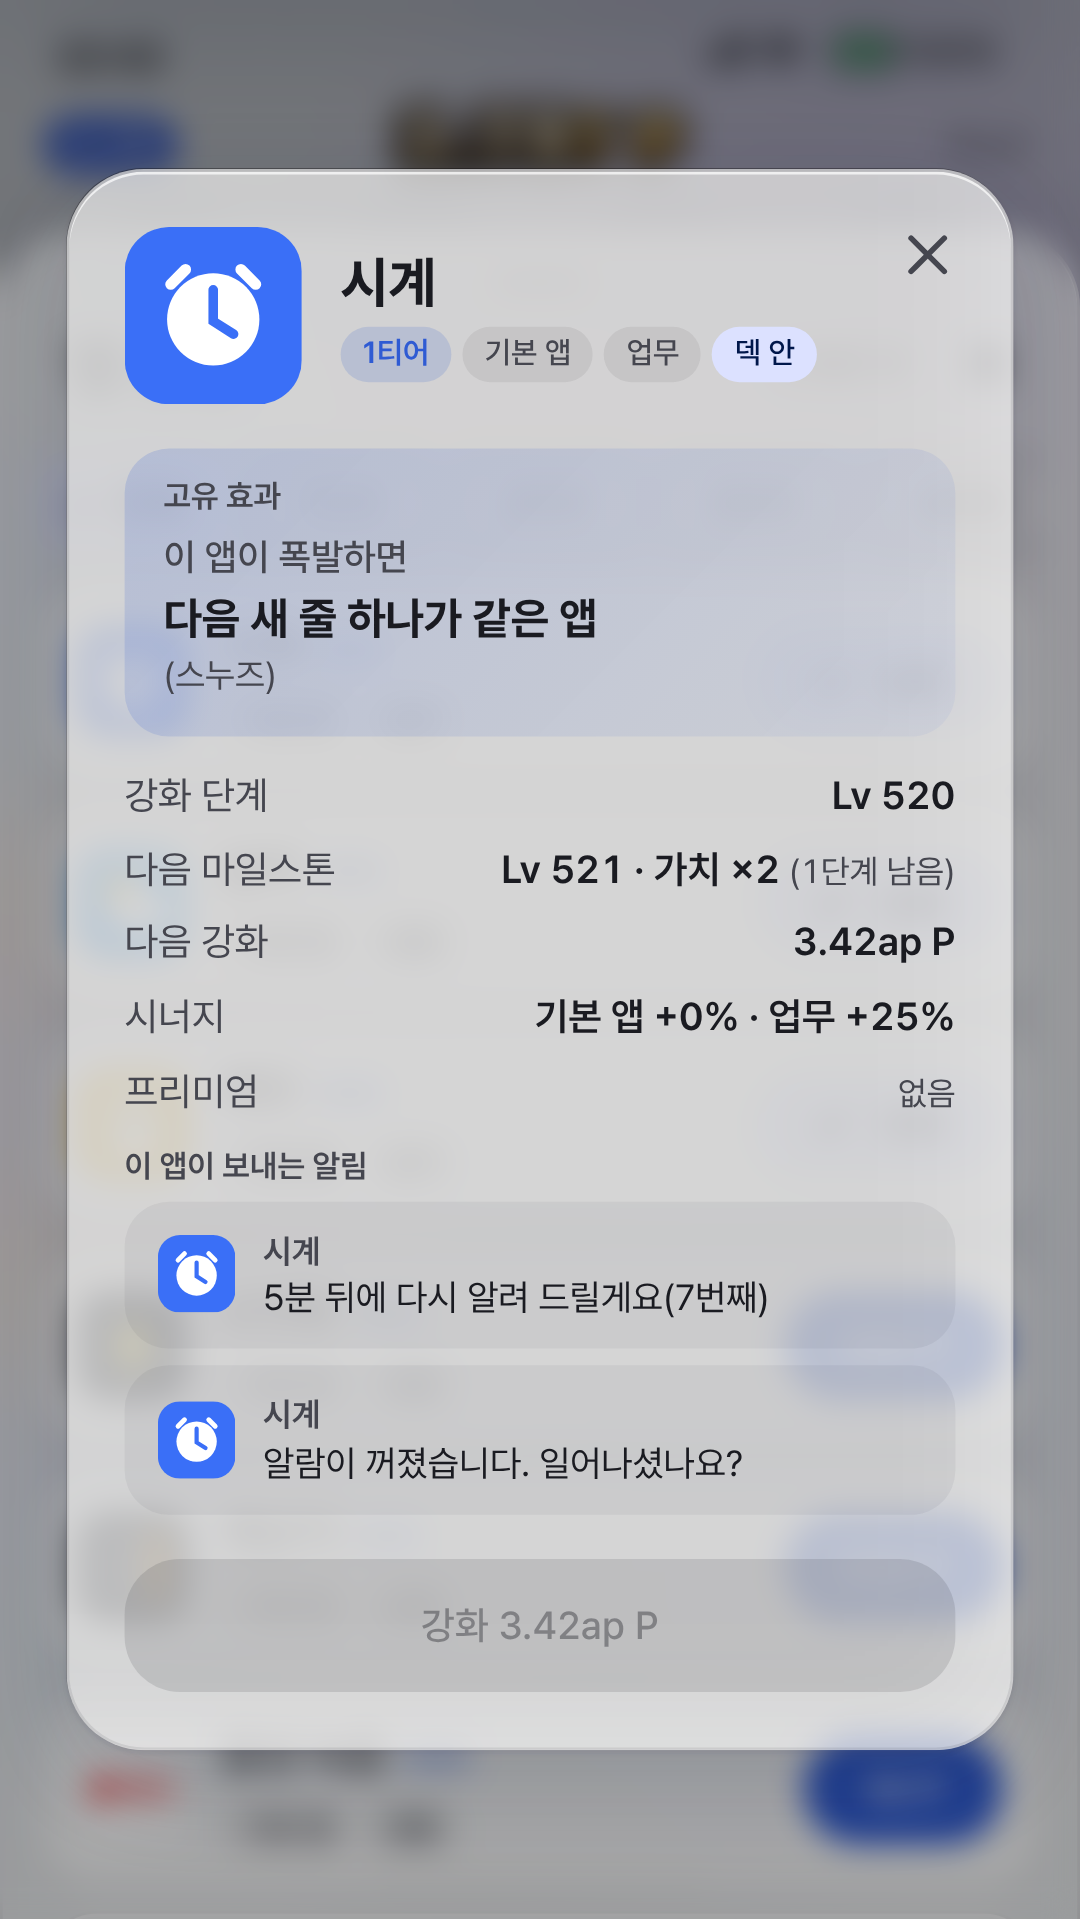 시계
1티어 기본 앱 업무 덱 안
고유 효과
이 앱이 폭발하면
다음 새 줄 하나가 같은 앱
(스누즈)
강화 단계 Lv 520
다음 마일스톤 Lv 521 · 가치 ×2 (1단계 남음)
다음 강화 3.42ap P
시너지 기본 앱 +0% · 업무 +25%
프리미엄 없음
이 앱이 보내는 알림
시계
5분 뒤에 다시 알려 드릴게요(7번째)
시계
알람이 꺼졌습니다. 일어나셨나요?
강화 3.42ap P